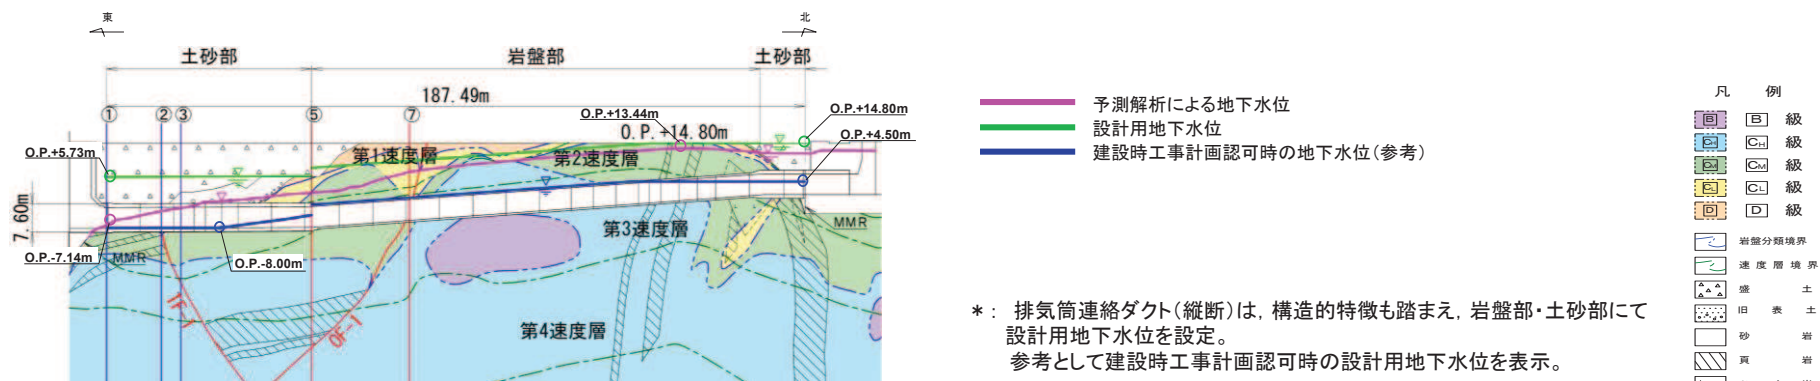 東
北
土砂部
岩盤部
土砂部
187.49m
①
②
③
⑤
⑦
O.P.+13.44m
O.P.+14.80m
O.P.+14.80m
O.P.+4.50m
O.P.+5.73m
第1速度層
第2速度層
7.60m
第3速度層
MMR
MMR
O.P.-7.14m
O.P.-8.00m
TF-1
OF-1
第4速度層
予測解析による地下水位
設計用地下水位
建設時工事計画認可時の地下水位(参考)
*: 排気筒連絡ダクト(縦断)は,構造的特徴も踏まえ,岩盤部・土砂部にて
設計用地下水位を設定。
参考として建設時工事計画認可時の設計用地下水位を表示。
凡 例
B B 級
CH CH 級
CM CM 級
CL CL 級
D D 級
岩盤分類境界
速度層境界
盛 土
旧 表 土
砂 岩
頁 岩